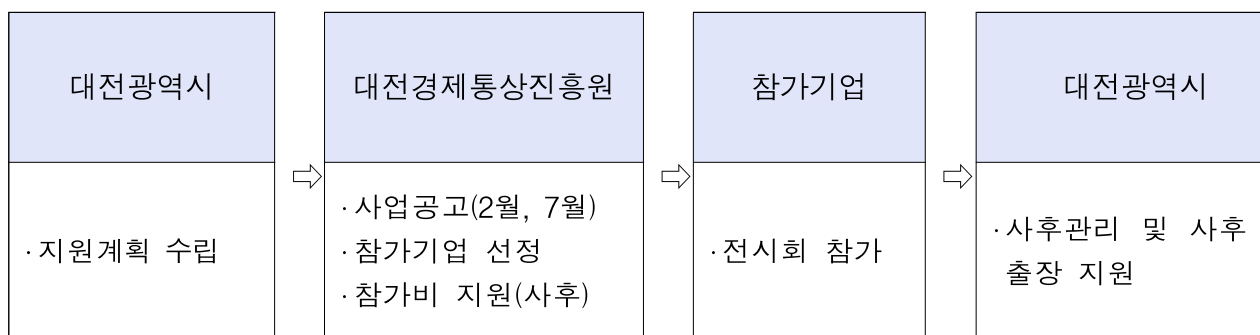 대전광역시
· 지원계획 수립
대전경제통상진흥원
· 사업공고(2월, 7월)
· 참가기업 선정
· 참가비 지원(사후)
참가기업
· 전시회 참가
대전광역시
· 사후관리 및 사후
출장 지원